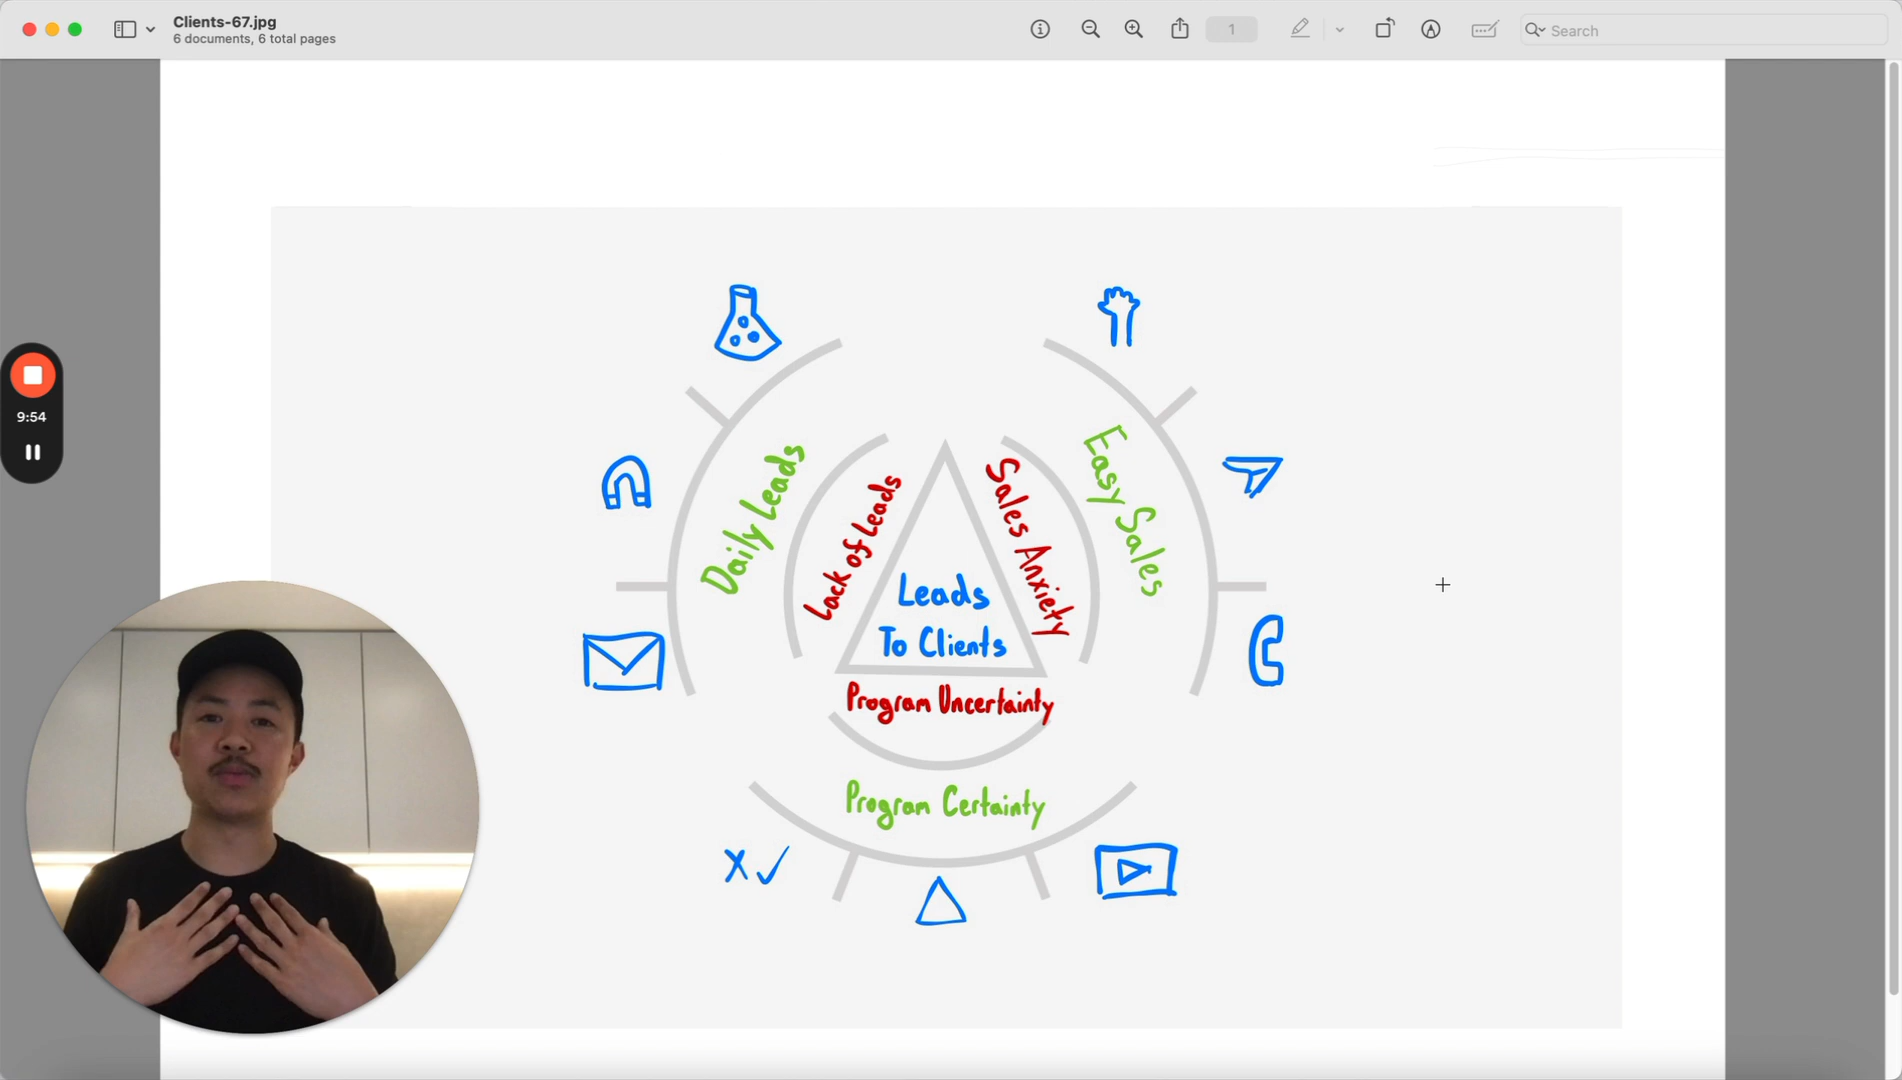 Clients-67.jpg
6 documents, 6 total pages
1
Search
9:54
Daily Leads
Lack of Leads
Sales Anxiety
Easy Sales
Leads
To Clients
Program Uncertainty
Program Certainty